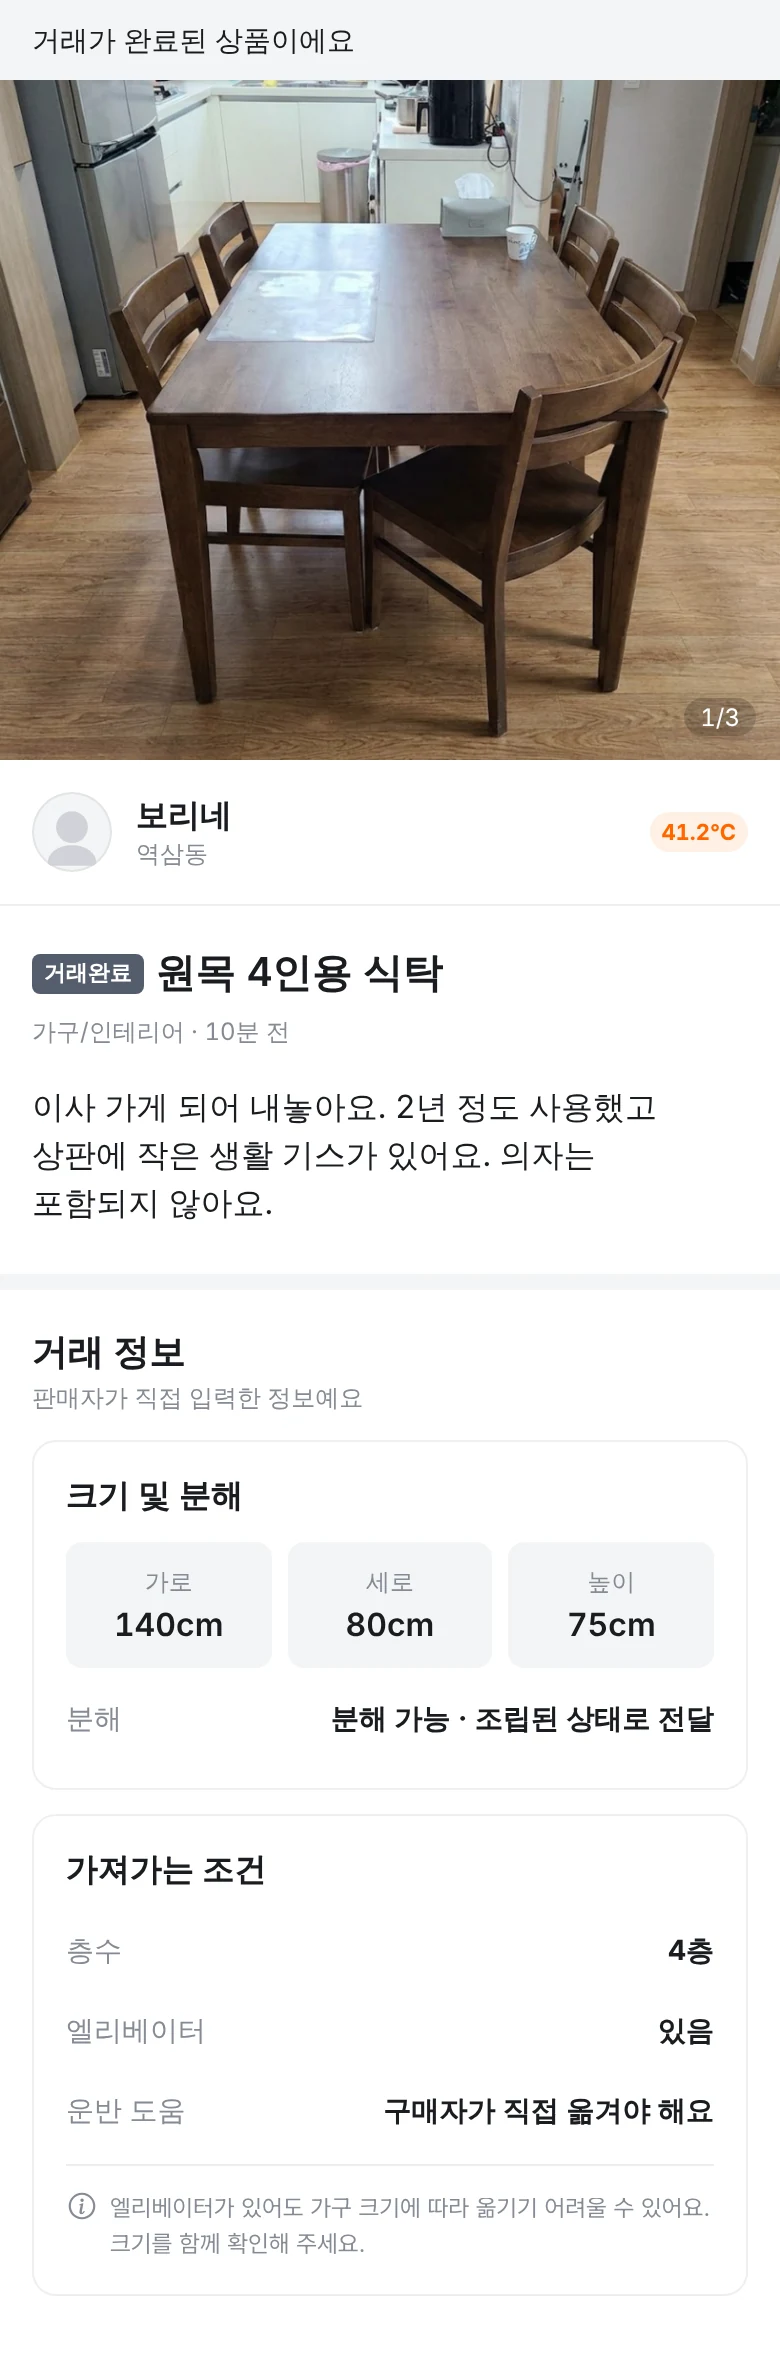 거래가 완료된 상품이에요
1/3
보리네
역삼동
41.2°C
거래완료 원목 4인용 식탁
가구/인테리어 · 10분 전
이사 가게 되어 내놓아요. 2년 정도 사용했고
상판에 작은 생활 기스가 있어요. 의자는
포함되지 않아요.
거래 정보
판매자가 직접 입력한 정보예요
크기 및 분해
가로 세로 높이
140cm 80cm 75cm
분해 분해 가능 · 조립된 상태로 전달
가져가는 조건
층수 4층
엘리베이터 있음
운반 도움 구매자가 직접 옮겨야 해요
엘리베이터가 있어도 가구 크기에 따라 옮기기 어려울 수 있어요.
크기를 함께 확인해 주세요.